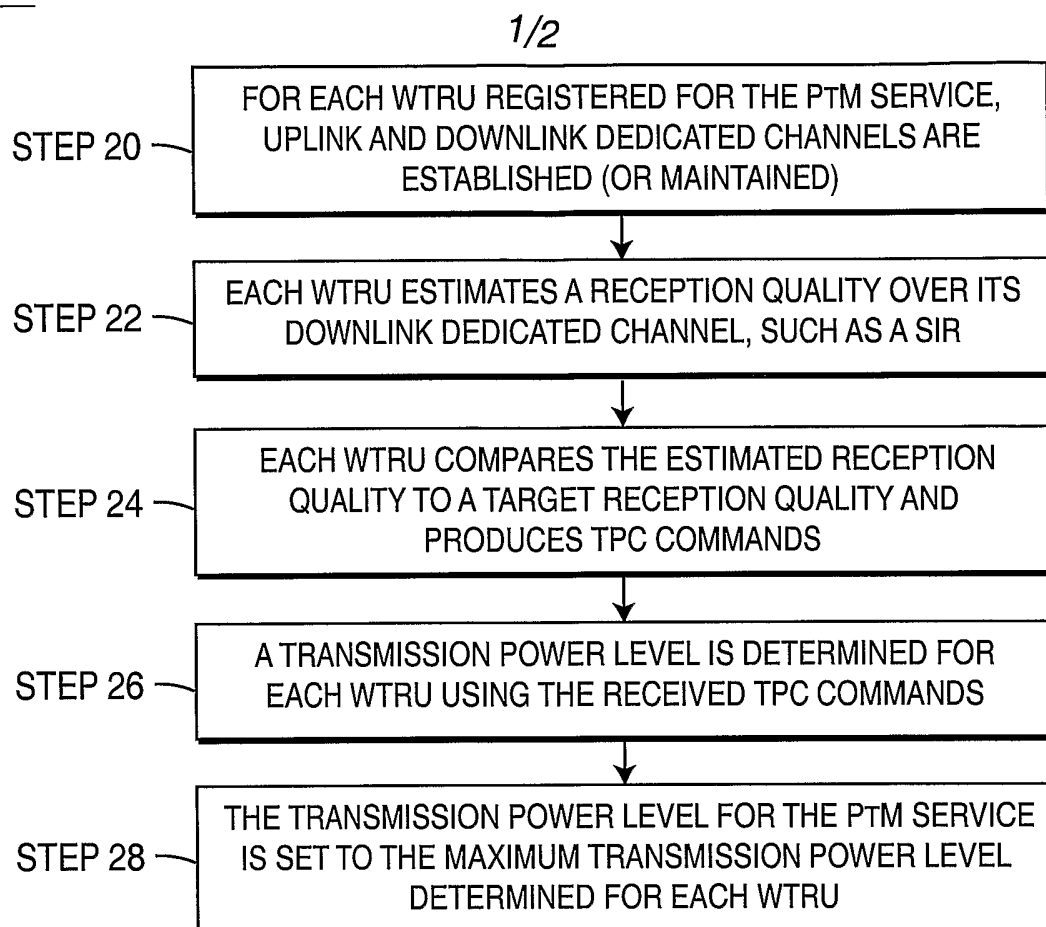 1/2
STEP 20
FOR EACH WTRU REGISTERED FOR THE PTM SERVICE,
UPLINK AND DOWNLINK DEDICATED CHANNELS ARE
ESTABLISHED (OR MAINTAINED)
STEP 22
EACH WTRU ESTIMATES A RECEPTION QUALITY OVER ITS
DOWNLINK DEDICATED CHANNEL, SUCH AS A SIR
STEP 24
EACH WTRU COMPARES THE ESTIMATED RECEPTION
QUALITY TO A TARGET RECEPTION QUALITY AND
PRODUCES TPC COMMANDS
STEP 26
A TRANSMISSION POWER LEVEL IS DETERMINED FOR
EACH WTRU USING THE RECEIVED TPC COMMANDS
STEP 28
THE TRANSMISSION POWER LEVEL FOR THE PTM SERVICE
IS SET TO THE MAXIMUM TRANSMISSION POWER LEVEL
DETERMINED FOR EACH WTRU